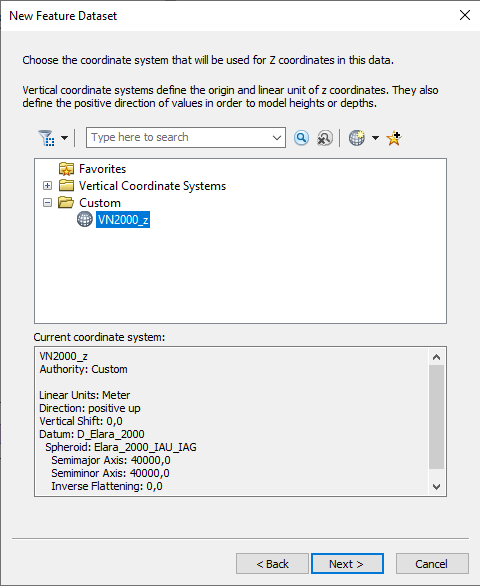 New Feature Dataset
Choose the coordinate system that will be used for Z coordinates in this data.
Vertical coordinate systems define the origin and linear unit of z coordinates. They also
define the positive direction of values in order to model heights or depths.
Type here to search
Favorites
Vertical Coordinate Systems
Custom
VN2000_z
Current coordinate system:
VN2000_z
Authority: Custom
Linear Units: Meter
Direction: positive up
Vertical Shift: 0,0
Datum: D_Elara_2000
Spheroid: Elara_2000_IAU_IAG
Semimajor Axis: 40000,0
Semiminor Axis: 40000,0
Inverse Flattening: 0,0
< Back
Next >
Cancel